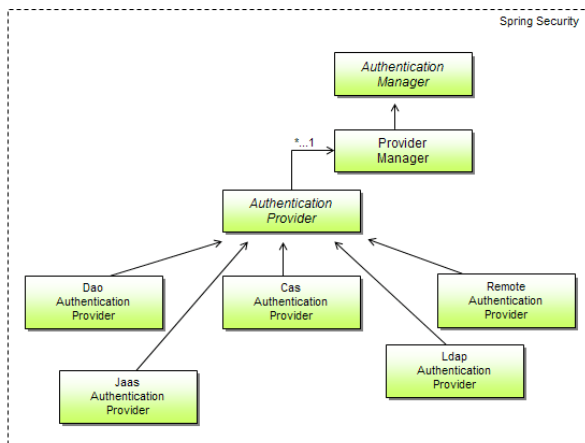 Spring Security
Authentication
Manager
*...1
Provider
Manager
Authentication
Provider
Dao
Authentication
Provider
Cas
Authentication
Provider
Remote
Authentication
Provider
Jaas
Authentication
Provider
Ldap
Authentication
Provider